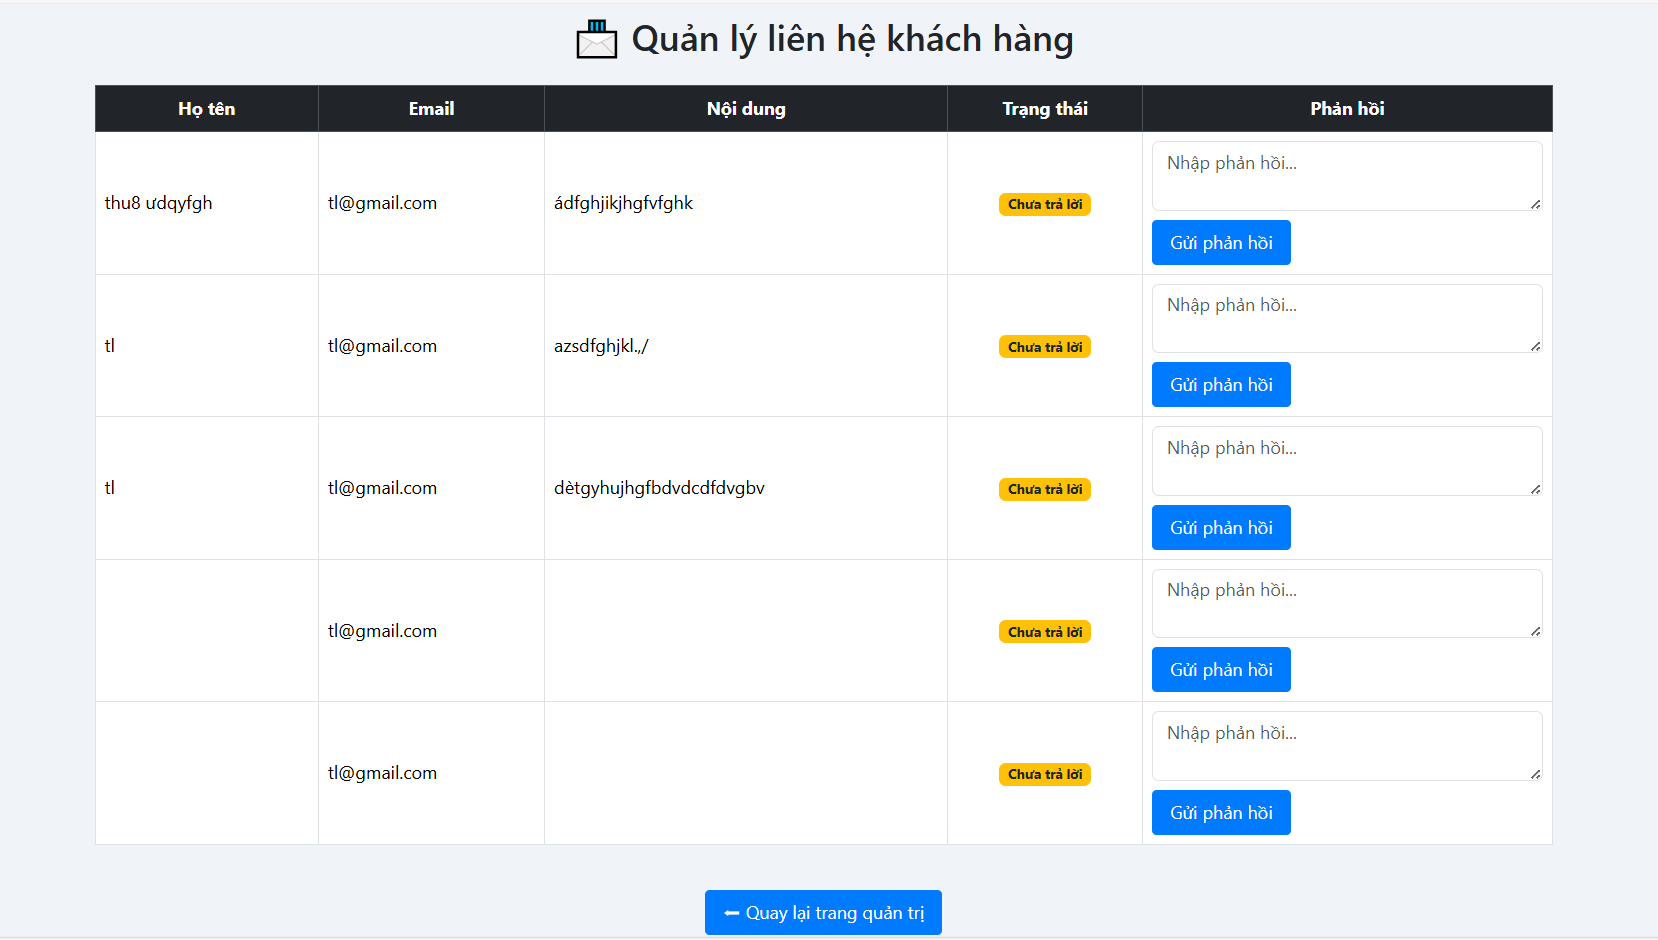 Quản lý liên hệ khách hàng
Họ tên Email Nội dung Trạng thái Phản hồi
thu8 ưdqyfgh tl@gmail.com ádfghjikjhgfvfghk Chưa trả lời Nhập phản hồi...
Gửi phản hồi
tl tl@gmail.com azsdfghjkl.,/ Chưa trả lời Nhập phản hồi...
Gửi phản hồi
tl tl@gmail.com dètgyhujhgfbdvdcdfdvgbv Chưa trả lời Nhập phản hồi...
Gửi phản hồi
tl@gmail.com Chưa trả lời Nhập phản hồi...
Gửi phản hồi
tl@gmail.com Chưa trả lời Nhập phản hồi...
Gửi phản hồi
⬅ Quay lại trang quản trị